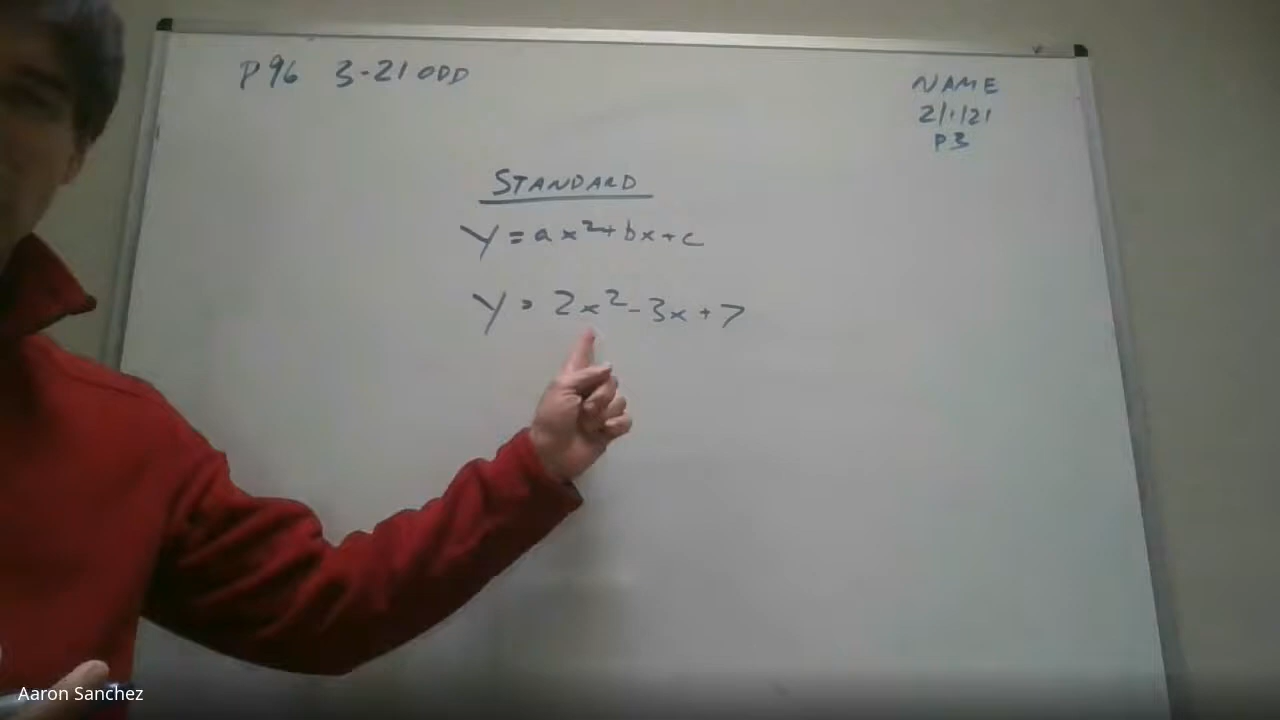 P96 3-21 ODD
NAME
2/1/21
P3
STANDARD
y = ax²+bx+c
y = 2x²-3x+7
Aaron Sanchez